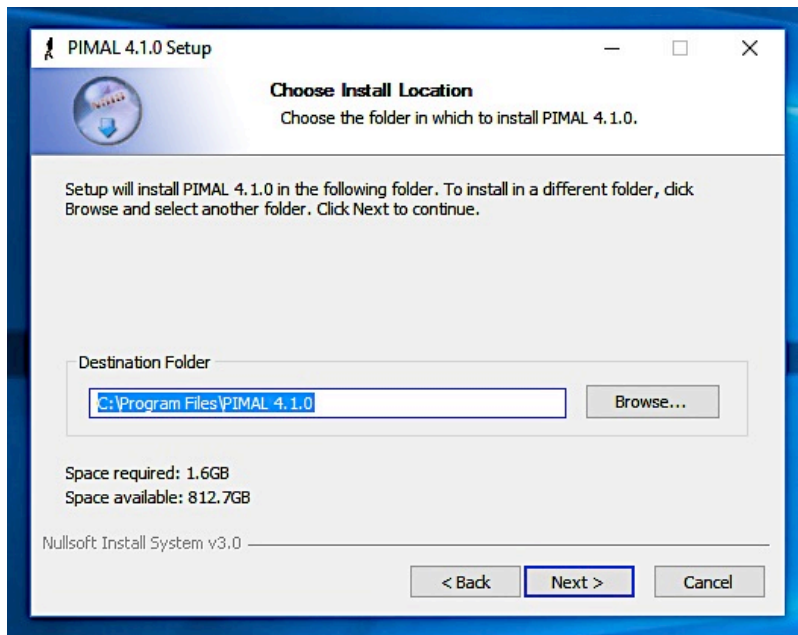 PIMAL 4.1.0 Setup
Choose Install Location
Choose the folder in which to install PIMAL 4.1.0.
Setup will install PIMAL 4.1.0 in the following folder. To install in a different folder, click
Browse and select another folder. Click Next to continue.
Destination Folder
C:\Program Files\PIMAL 4.1.0
Browse...
Space required: 1.6GB
Space available: 812.7GB
Nullsoft Install System v3.0
< Back
Next >
Cancel